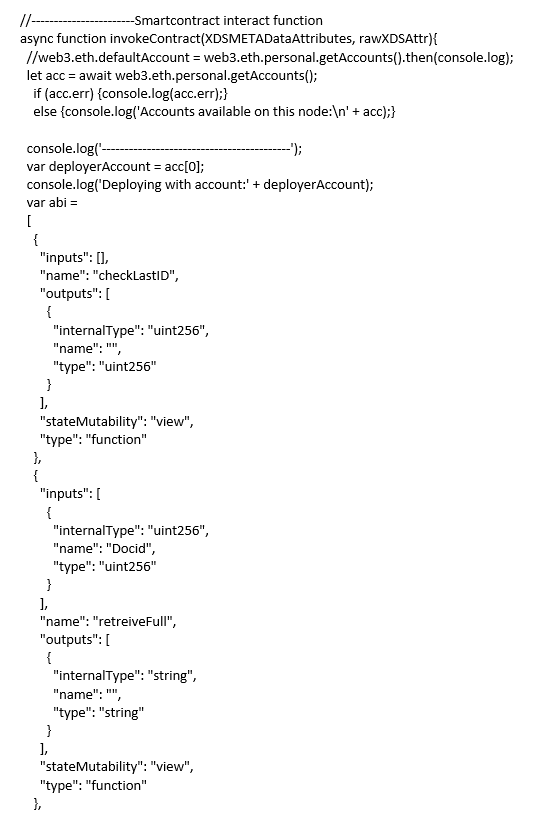 //-----------------------Smartcontract interact function
async function invokeContract(XDSMETADataAttributes, rawXDSAttr){
//web3.eth.defaultAccount = web3.eth.personal.getAccounts().then(console.log);
let acc = await web3.eth.personal.getAccounts();
if (acc.err) {console.log(acc.err);}
else {console.log('Accounts available on this node:\n' + acc);}
console.log('------------------------------------------');
var deployerAccount = acc[0];
console.log('Deploying with account:' + deployerAccount);
var abi =
[
{
"inputs": [],
"name": "checkLastID",
"outputs": [
{
"internalType": "uint256",
"name": "",
"type": "uint256"
}
],
"stateMutability": "view",
"type": "function"
},
{
"inputs": [
{
"internalType": "uint256",
"name": "Docid",
"type": "uint256"
}
],
"name": "retreiveFull",
"outputs": [
{
"internalType": "string",
"name": "",
"type": "string"
}
],
"stateMutability": "view",
"type": "function"
},